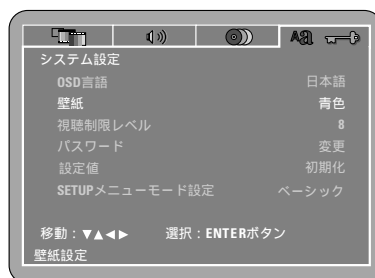 Aあ
システム設定
OSD言語 日本語
壁紙 青色
視聴制限レベル 8
パスワード 変更
設定値 初期化
SETUPメニューモード設定 ベーシック
移動：▼▲◀▶ 選択：ENTERボタン
壁紙設定